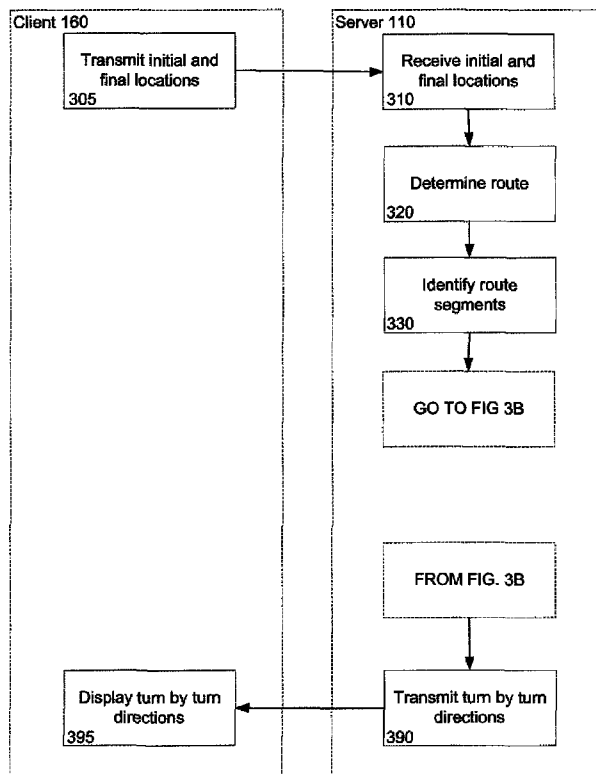 Client 160
Server 110
Transmit initial and
final locations
305
Receive initial and
final locations
310
Determine route
320
Identify route
segments
330
GO TO FIG 3B
FROM FIG. 3B
Display turn by turn
directions
395
Transmit turn by turn
directions
390